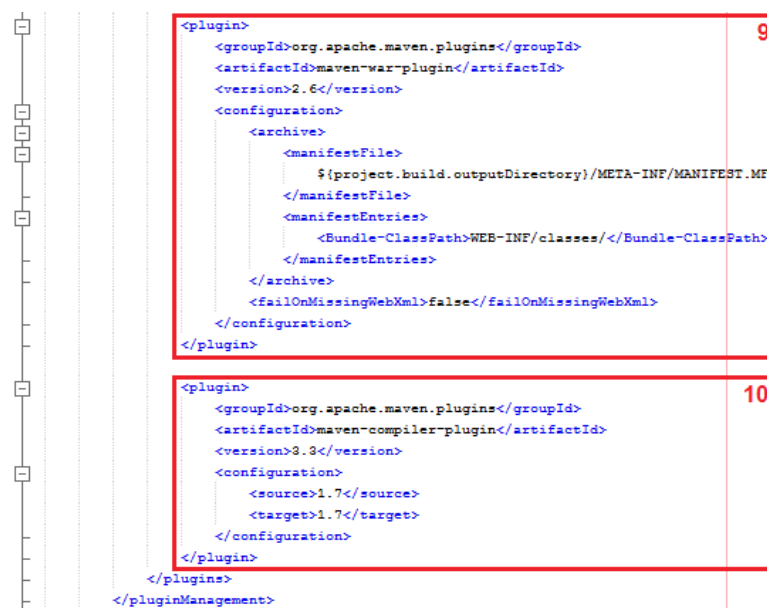 <plugin>
9
<groupId>org.apache.maven.plugins</groupId>
<artifactId>maven-war-plugin</artifactId>
<version>2.6</version>
<configuration>
<archive>
<manifestFile>
${project.build.outputDirectory}/META-INF/MANIFEST.MF
</manifestFile>
<manifestEntries>
<Bundle-ClassPath>WEB-INF/classes/</Bundle-ClassPath>
</manifestEntries>
</archive>
<failOnMissingWebXml>false</failOnMissingWebXml>
</configuration>
</plugin>
<plugin>
10
<groupId>org.apache.maven.plugins</groupId>
<artifactId>maven-compiler-plugin</artifactId>
<version>3.3</version>
<configuration>
<source>1.7</source>
<target>1.7</target>
</configuration>
</plugin>
</plugins>
</pluginManagement>